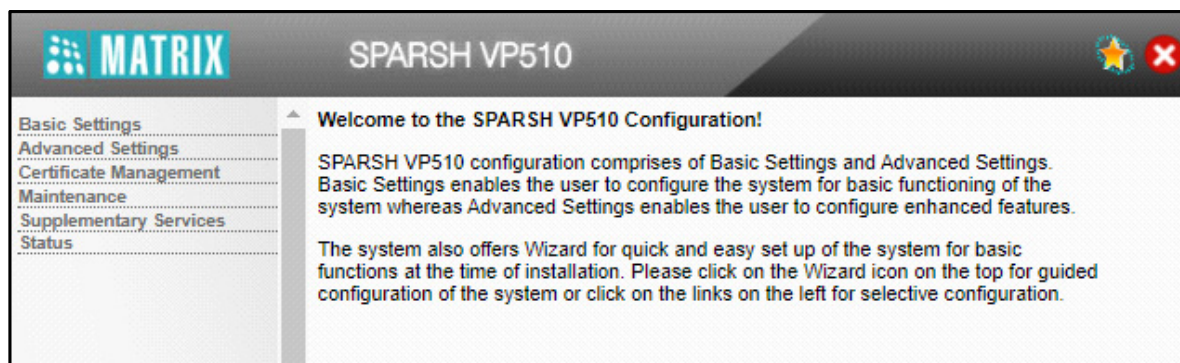 MATRIX
SPARSH VP510
Basic Settings
Advanced Settings
Certificate Management
Maintenance
Supplementary Services
Status
Welcome to the SPARSH VP510 Configuration!
SPARSH VP510 configuration comprises of Basic Settings and Advanced Settings.
Basic Settings enables the user to configure the system for basic functioning of the
system whereas Advanced Settings enables the user to configure enhanced features.
The system also offers Wizard for quick and easy set up of the system for basic
functions at the time of installation. Please click on the Wizard icon on the top for guided
configuration of the system or click on the links on the left for selective configuration.